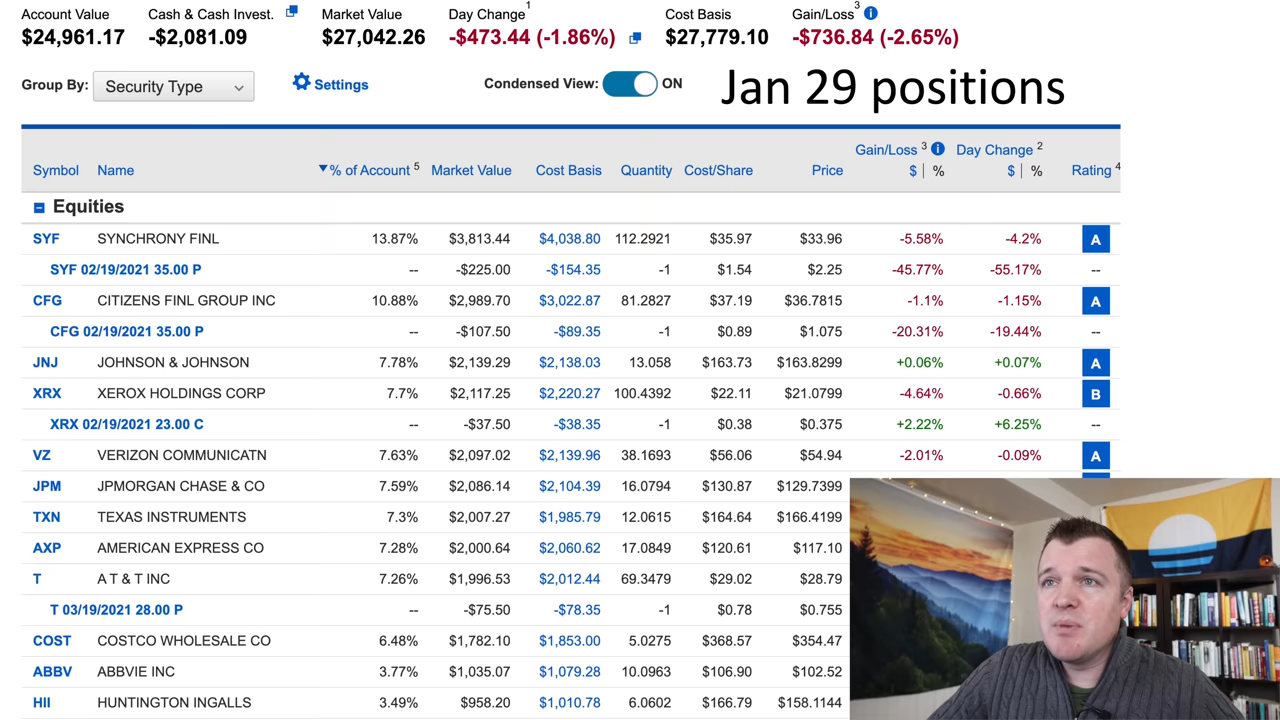 Account Value Cash & Cash Invest. Market Value Day Change 1 Cost Basis Gain/Loss 3
$24,961.17 -$2,081.09 $27,042.26 -$473.44 (-1.86%) $27,779.10 -$736.84 (-2.65%)
Group By: Security Type Settings Condensed View: ON Jan 29 positions
Gain/Loss 3 Day Change 2
Symbol Name % of Account 5 Market Value Cost Basis Quantity Cost/Share Price $ | % $ | % Rating 4
Equities
SYF SYNCHRONY FINL 13.87% $3,813.44 $4,038.80 112.2921 $35.97 $33.96 -5.58% -4.2% A
SYF 02/19/2021 35.00 P -- -$225.00 -$154.35 -1 $1.54 $2.25 -45.77% -55.17% --
CFG CITIZENS FINL GROUP INC 10.88% $2,989.70 $3,022.87 81.2827 $37.19 $36.7815 -1.1% -1.15% A
CFG 02/19/2021 35.00 P -- -$107.50 -$89.35 -1 $0.89 $1.075 -20.31% -19.44% --
JNJ JOHNSON & JOHNSON 7.78% $2,139.29 $2,138.03 13.058 $163.73 $163.8299 +0.06% +0.07% A
XRX XEROX HOLDINGS CORP 7.7% $2,117.25 $2,220.27 100.4392 $22.11 $21.0799 -4.64% -0.66% B
XRX 02/19/2021 23.00 C -- -$37.50 -$38.35 -1 $0.38 $0.375 +2.22% +6.25% --
VZ VERIZON COMMUNICATN 7.63% $2,097.02 $2,139.96 38.1693 $56.06 $54.94 -2.01% -0.09% A
JPM JPMORGAN CHASE & CO 7.59% $2,086.14 $2,104.39 16.0794 $130.87 $129.7399
TXN TEXAS INSTRUMENTS 7.3% $2,007.27 $1,985.79 12.0615 $164.64 $166.4199
AXP AMERICAN EXPRESS CO 7.28% $2,000.64 $2,060.62 17.0849 $120.61 $117.10
T A T & T INC 7.26% $1,996.53 $2,012.44 69.3479 $29.02 $28.79
T 03/19/2021 28.00 P -- -$75.50 -$78.35 -1 $0.78 $0.755
COST COSTCO WHOLESALE CO 6.48% $1,782.10 $1,853.00 5.0275 $368.57 $354.47
ABBV ABBVIE INC 3.77% $1,035.07 $1,079.28 10.0963 $106.90 $102.52
HII HUNTINGTON INGALLS 3.49% $958.20 $1,010.78 6.0602 $166.79 $158.1144